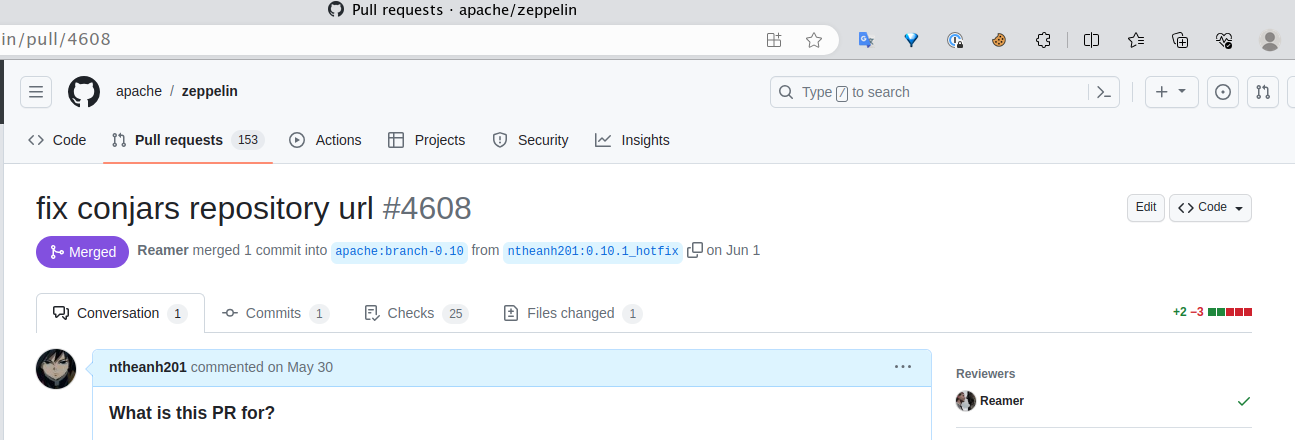 Pull requests · apache/zeppelin
in/pull/4608
apache / zeppelin
Type / to search
Code
Pull requests 153
Actions
Projects
Security
Insights
fix conjars repository url #4608
Edit
Code
Merged
Reamer merged 1 commit into apache:branch-0.10 from ntheanh201:0.10.1_hotfix on Jun 1
Conversation 1
Commits 1
Checks 25
Files changed 1
+2 −3
ntheanh201 commented on May 30
...
Reviewers
Reamer
What is this PR for?